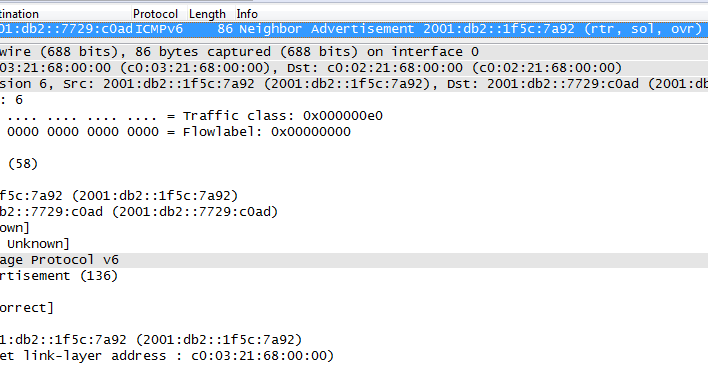 tination Protocol Length Info
01:db2::7729:c0ad ICMPv6 86 Neighbor Advertisement 2001:db2::1f5c:7a92 (rtr, sol, ovr)
wire (688 bits), 86 bytes captured (688 bits) on interface 0
:03:21:68:00:00 (c0:03:21:68:00:00), Dst: c0:02:21:68:00:00 (c0:02:21:68:00:00)
sion 6, Src: 2001:db2::1f5c:7a92 (2001:db2::1f5c:7a92), Dst: 2001:db2::7729:c0ad (2001:db
: 6
.... .... .... .... = Traffic class: 0x000000e0
0000 0000 0000 0000 = Flowlabel: 0x00000000
(58)
f5c:7a92 (2001:db2::1f5c:7a92)
b2::7729:c0ad (2001:db2::7729:c0ad)
own]
Unknown]
age Protocol v6
rtisement (136)
orrect]
1:db2::1f5c:7a92 (2001:db2::1f5c:7a92)
et link-layer address : c0:03:21:68:00:00)